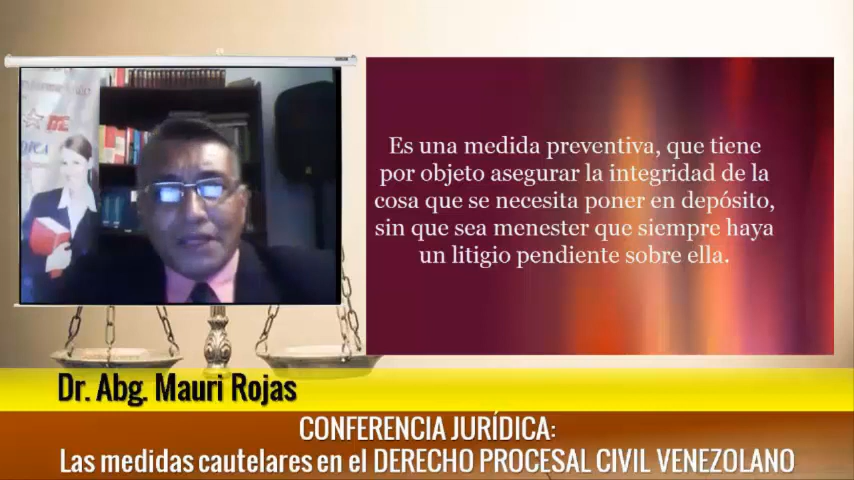 Es una medida preventiva, que tiene
por objeto asegurar la integridad de la
cosa que se necesita poner en depósito,
sin que sea menester que siempre haya
un litigio pendiente sobre ella.
Dr. Abg. Mauri Rojas
CONFERENCIA JURÍDICA:
Las medidas cautelares en el DERECHO PROCESAL CIVIL VENEZOLANO